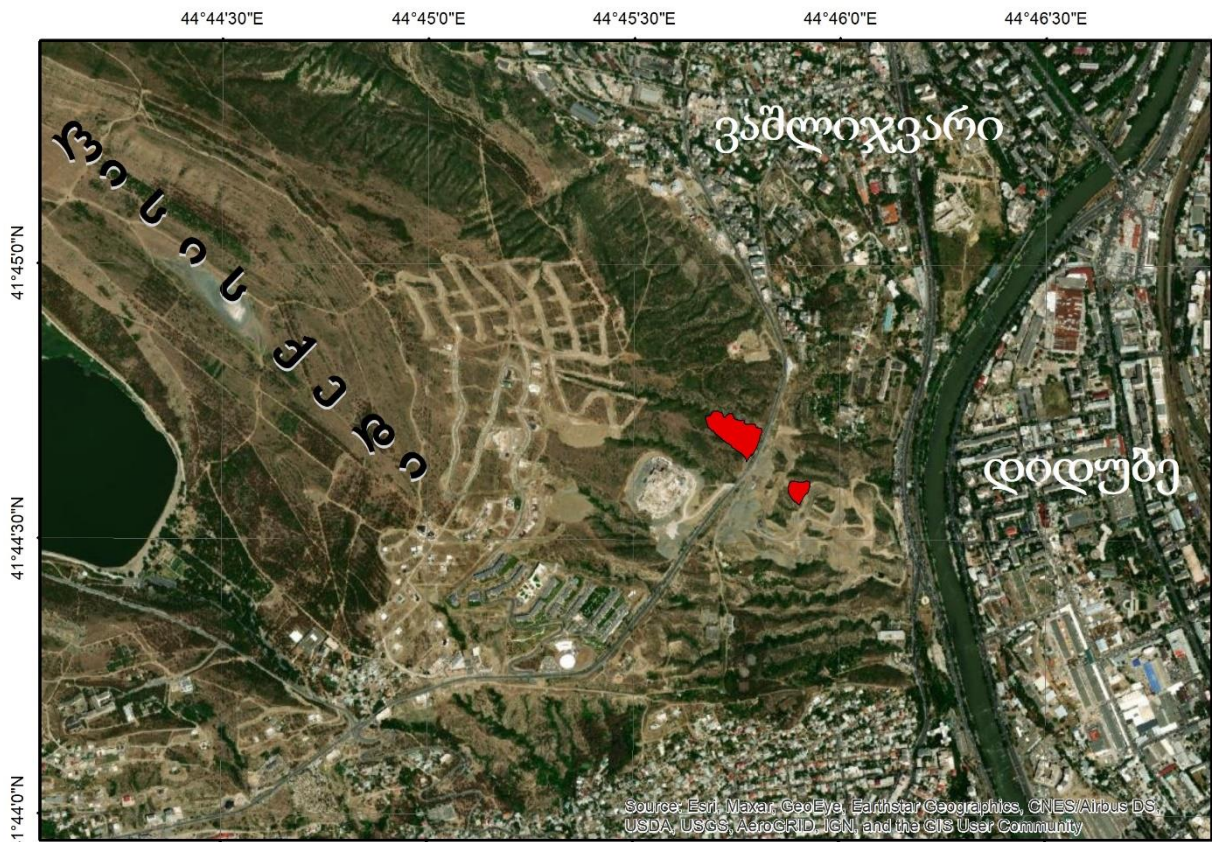 44°44'30"E 44°45'0"E 44°45'30"E 44°46'0"E 44°46'30"E
ვაშლიჯვარი
ლისის ქედი
41°45'0"N
დიდუბე
41°44'30"N
41°44'0"N
Source: Esri, Maxar, GeoEye, Earthstar Geographics, CNES/Airbus DS,
USDA, USGS, AeroGRID, IGN, and the GIS User Community